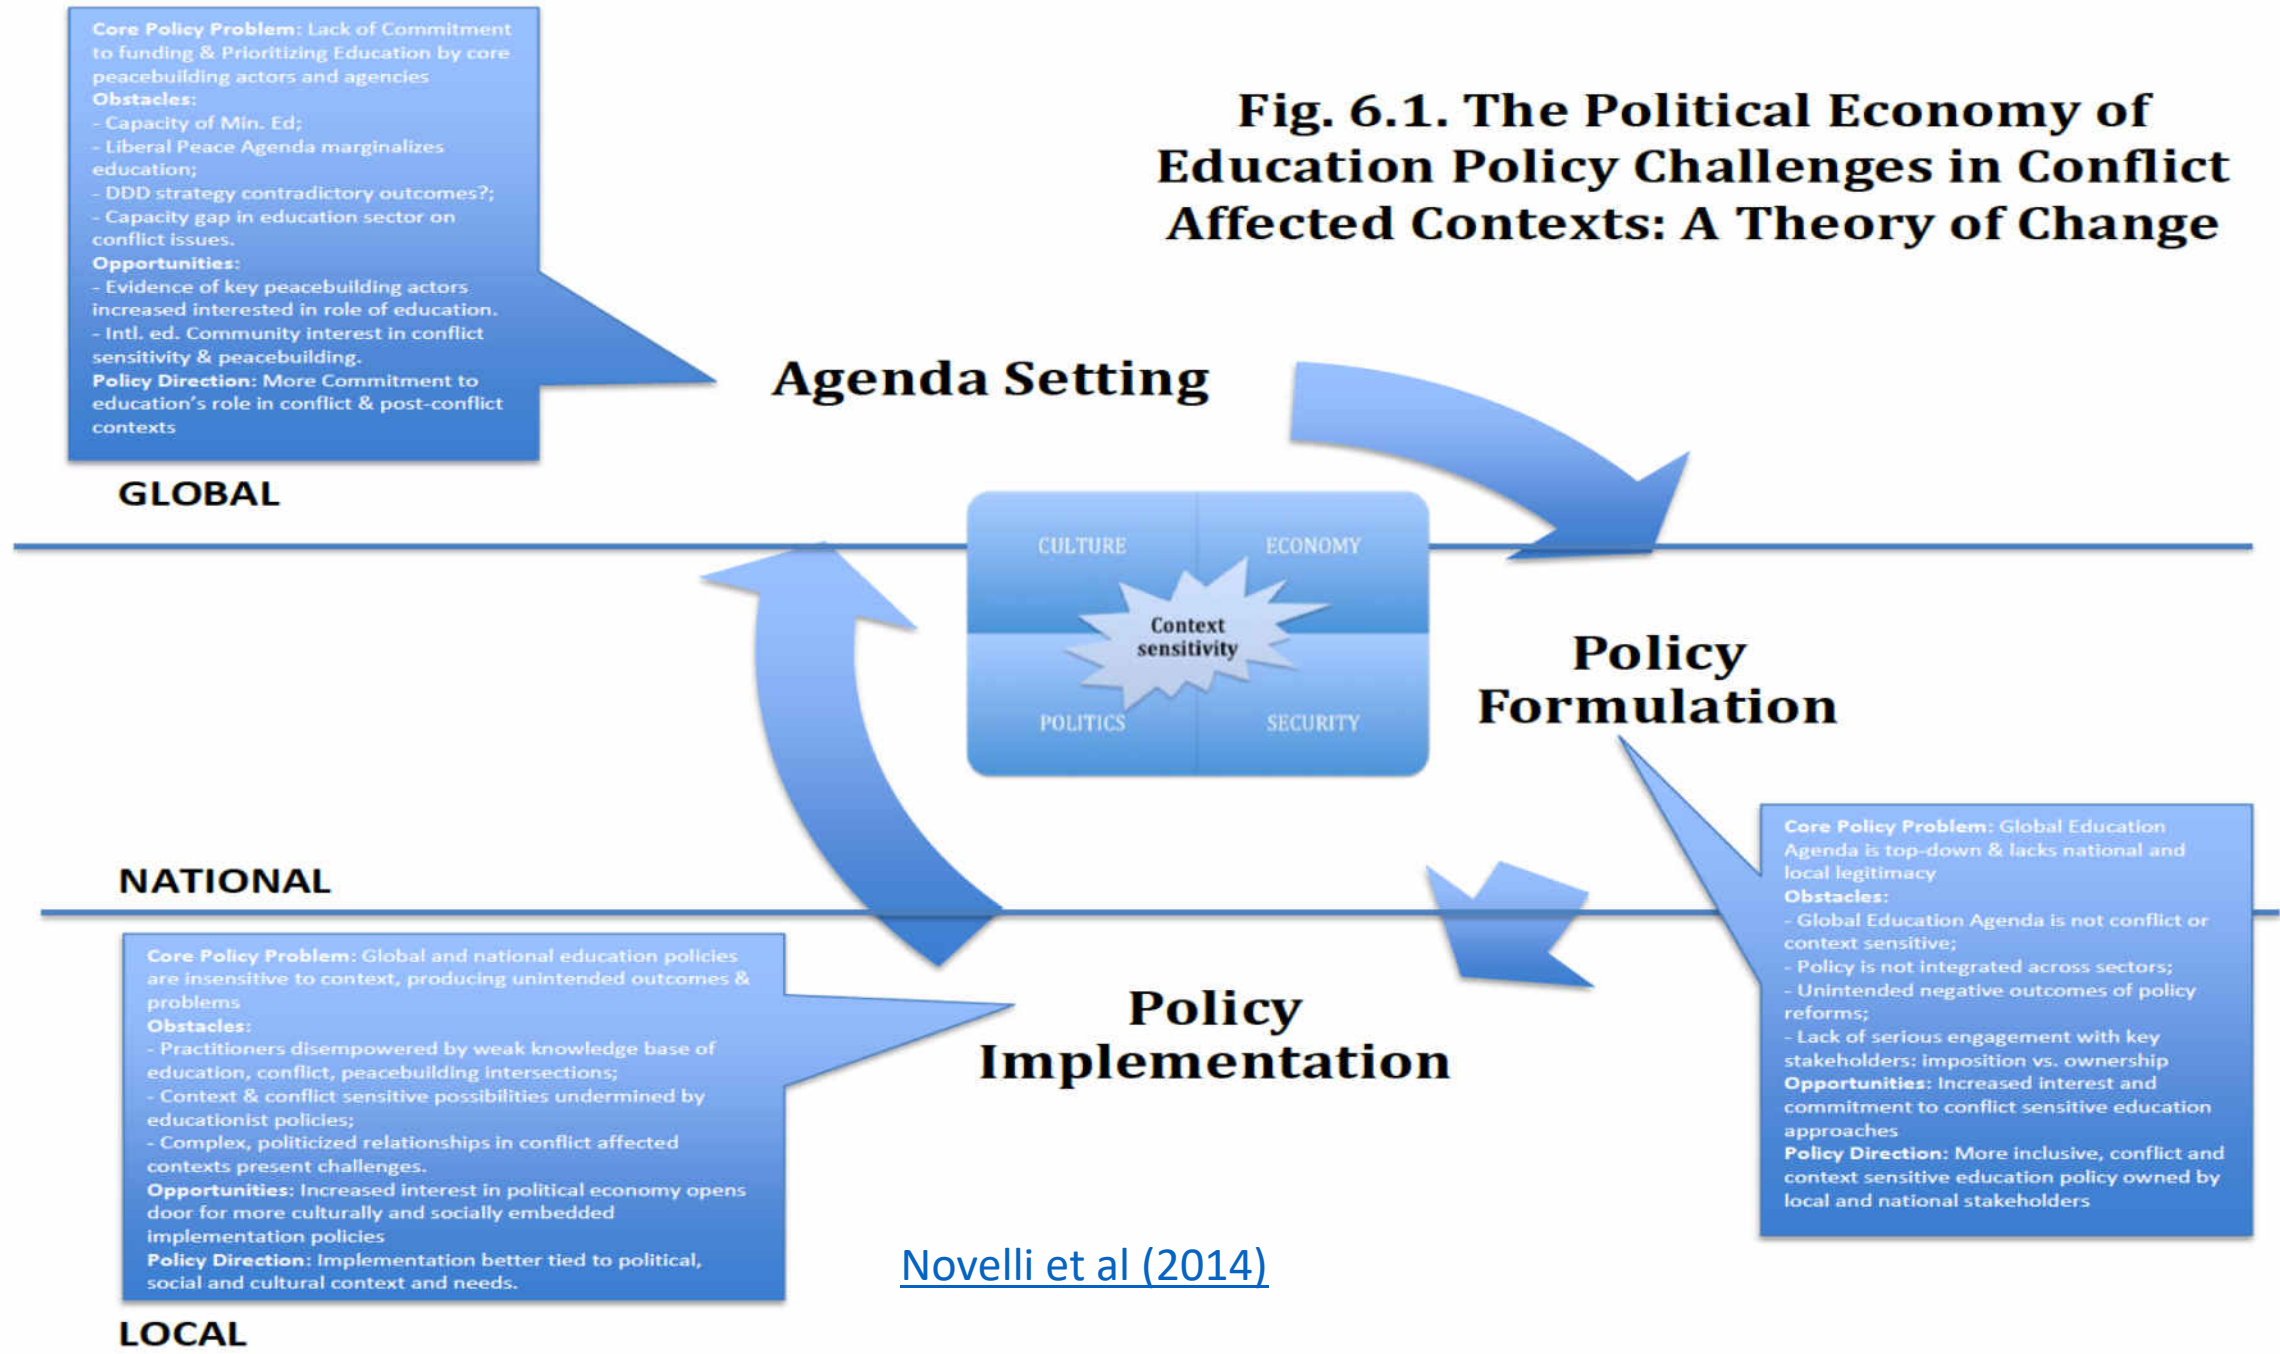 Core Policy Problem: Lack of Commitment
to funding & Prioritizing Education by core
peacebuilding actors and agencies
Obstacles:
- Capacity of Min. Ed;
- Liberal Peace Agenda marginalizes
education;
- DDD strategy contradictory outcomes?;
- Capacity gap in education sector on
conflict issues.
Opportunities:
- Evidence of key peacebuilding actors
increased interested in role of education.
- Intl. ed. Community interest in conflict
sensitivity & peacebuilding.
Policy Direction: More Commitment to
education's role in conflict & post-conflict
contexts
Fig. 6.1. The Political Economy of
Education Policy Challenges in Conflict
Affected Contexts: A Theory of Change
Agenda Setting
GLOBAL
CULTURE
ECONOMY
Context
sensitivity
POLITICS
SECURITY
Policy
Formulation
Core Policy Problem: Global Education
Agenda is top-down & lacks national and
local legitimacy
Obstacles:
- Global Education Agenda is not conflict or
context sensitive;
- Policy is not integrated across sectors;
- Unintended negative outcomes of policy
reforms;
- Lack of serious engagement with key
stakeholders: imposition vs. ownership
Opportunities: Increased interest and
commitment to conflict sensitive education
approaches
Policy Direction: More inclusive, conflict and
context sensitive education policy owned by
local and national stakeholders
NATIONAL
Core Policy Problem: Global and national education policies
are insensitive to context, producing unintended outcomes &
problems
Obstacles:
- Practitioners disempowered by weak knowledge base of
education, conflict, peacebuilding intersections;
- Context & conflict sensitive possibilities undermined by
educationist policies;
- Complex, politicized relationships in conflict affected
contexts present challenges.
Opportunities: Increased interest in political economy opens
door for more culturally and socially embedded
implementation policies
Policy Direction: Implementation better tied to political,
social and cultural context and needs.
Policy
Implementation
Novelli et al (2014)
LOCAL